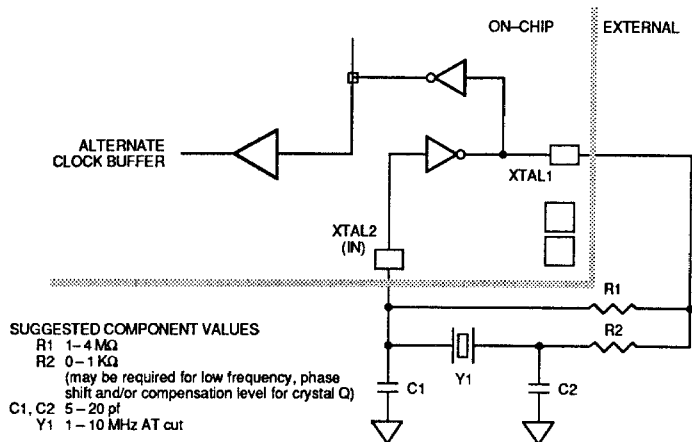 ON–CHIP
EXTERNAL
ALTERNATE
CLOCK BUFFER
XTAL1
XTAL2
(IN)
R1
R2
C1
Y1
C2
SUGGESTED COMPONENT VALUES
R1 1–4 MΩ
R2 0–1 KΩ
(may be required for low frequency, phase
shift and/or compensation level for crystal Q)
C1, C2 5–20 pf
Y1 1–10 MHz AT cut